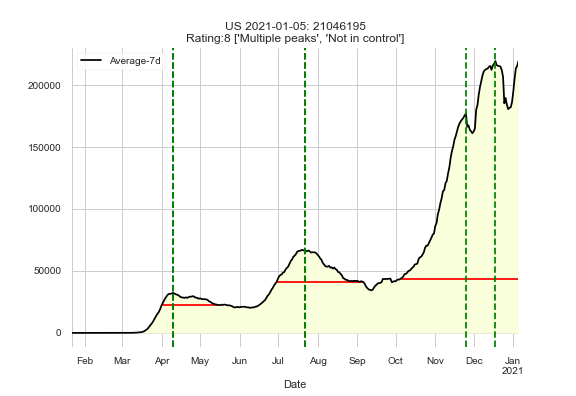 US 2021-01-05: 21046195
Rating:8 ['Multiple peaks', 'Not in control']
Average-7d
200000
150000
100000
50000
0
Feb Mar Apr May Jun Jul Aug Sep Oct Nov Dec Jan
2021
Date